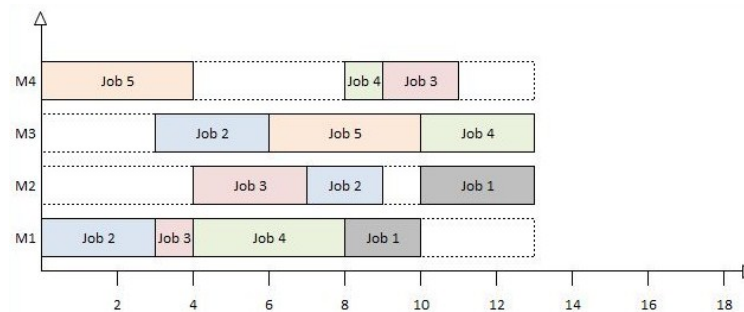 M4 Job 5 Job 4 Job 3
M3 Job 2 Job 5 Job 4
M2 Job 3 Job 2 Job 1
M1 Job 2 Job 3 Job 4 Job 1
2 4 6 8 10 12 14 16 18